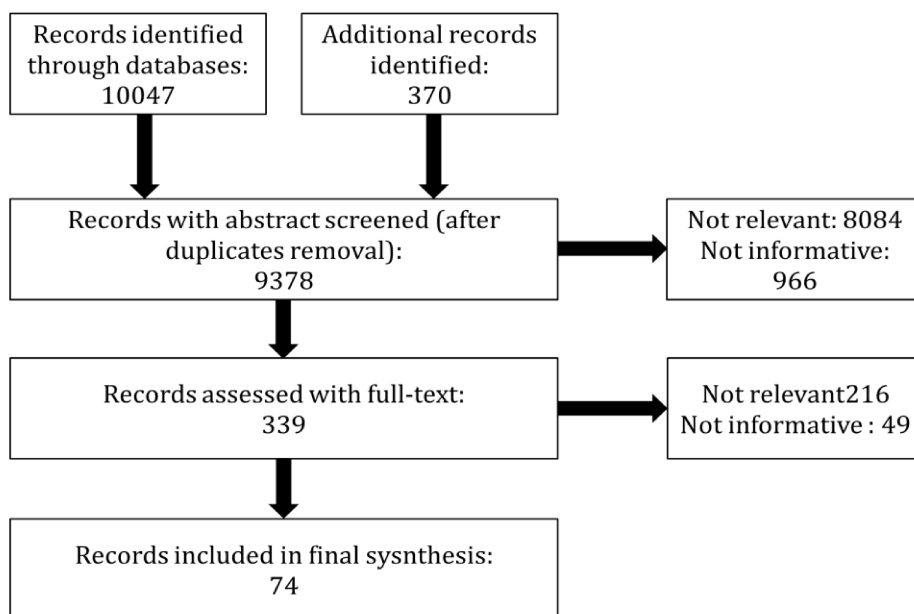 Records identified
through databases:
10047
Additional records
identified:
370
Records with abstract screened (after
duplicates removal):
9378
Not relevant: 8084
Not informative:
966
Records assessed with full-text:
339
Not relevant216
Not informative : 49
Records included in final sysnthesis:
74